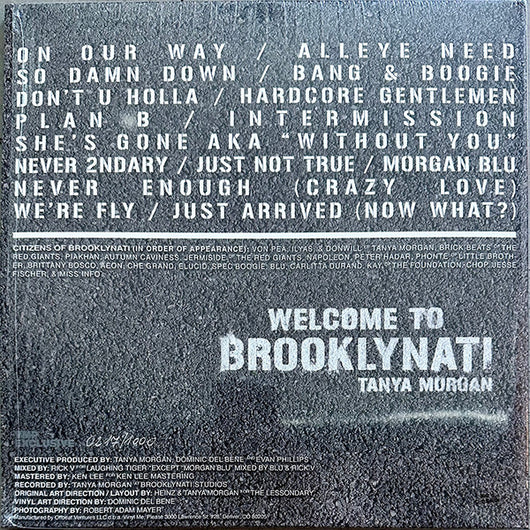 ON OUR WAY / ALLEYE NEED
SO DAMN DOWN / BANG & BOOGIE
DON'T U HOLLA / HARDCORE GENTLEMEN
PLAN B / INTERMISSION
SHE'S GONE AKA "WITHOUT YOU"
NEVER 2NDARY / JUST NOT TRUE / MORGAN BLU
NEVER ENOUGH (CRAZY LOVE)
WE'RE FLY / JUST ARRIVED (NOW WHAT?)
CITIZENS OF BROOKLYNATI (IN ORDER OF APPEARANCE): VON PEA, ILYAS, & DONWILL OF TANYA MORGAN, BRICK BEATS OF THE
RED GIANTS, PIAKHAN, AUTUMN CAVINESS, JERMISIDE OF THE RED GIANTS, NAPOLEON, PETER HADAR, PHONTE OF LITTLE BROTH-
ER, BRITTANY BOSCO, AEON, CHE GRAND, ELUCID, SPEC BOOGIE, BLU, CARLITTA DURAND, KAY OF THE FOUNDATION, CHOP, JESSE
FISCHER, & MISS INFO
WELCOME TO
BROOKLYNATI
TANYA MORGAN
EXCLUSIVE 0217/1000
EXECUTIVE PRODUCED BY: TANYA MORGAN, DOMINIC DEL BENE AND EVAN PHILLIPS
MIXED BY: RICK V FOR LAUGHING TIGER *EXCEPT "MORGAN BLU" MIXED BY BLU & RICKV
MASTERED BY: KEN LEE FOR KEN LEE MASTERING
RECORDED BY: TANYA MORGAN AT BROOKLYNATI STUDIOS
ORIGINAL ART DIRECTION / LAYOUT BY: HEINZ & TANYA MORGAN FOR THE LESSONDARY
VINYL ART DIRECTION BY: DOMINIC DEL BENE
PHOTOGRAPHY BY: ROBERT ADAM MAYER